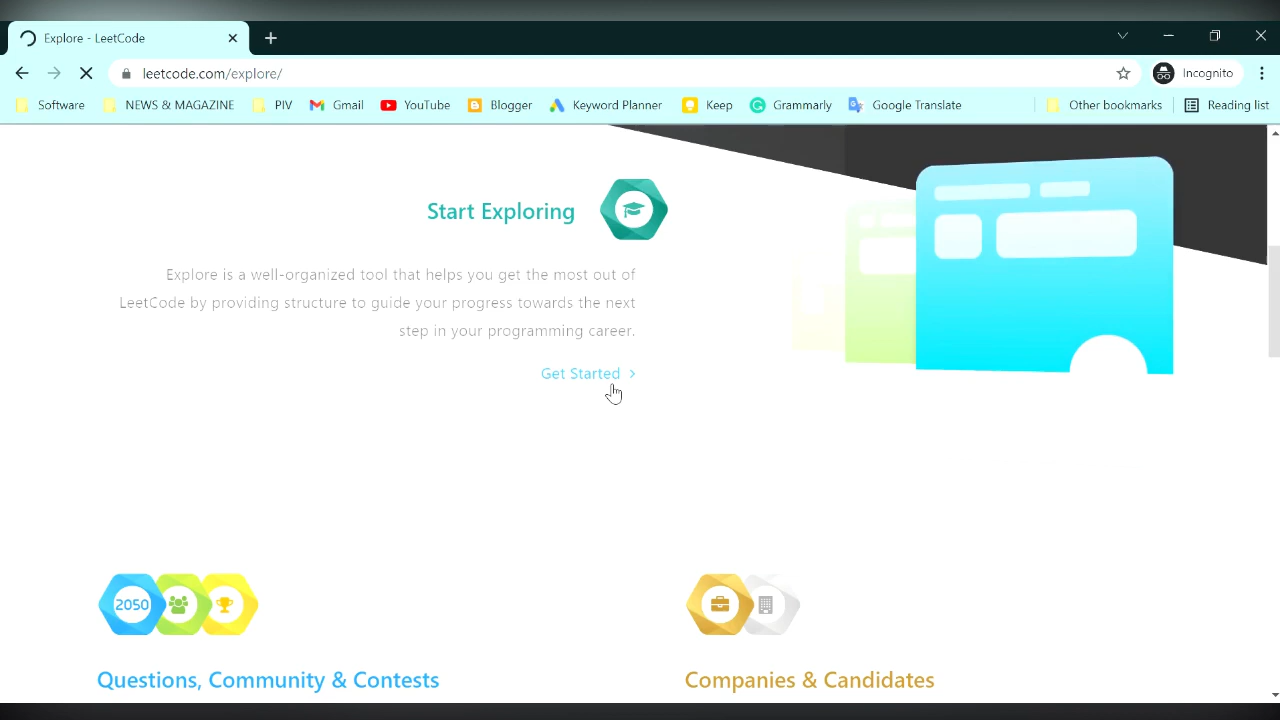 Explore - LeetCode
leetcode.com/explore/
Incognito
Software NEWS & MAGAZINE PIV Gmail YouTube Blogger Keyword Planner Keep Grammarly Google Translate Other bookmarks Reading list
Start Exploring
Explore is a well-organized tool that helps you get the most out of
LeetCode by providing structure to guide your progress towards the next
step in your programming career.
Get Started >
2050
Questions, Community & Contests
Companies & Candidates